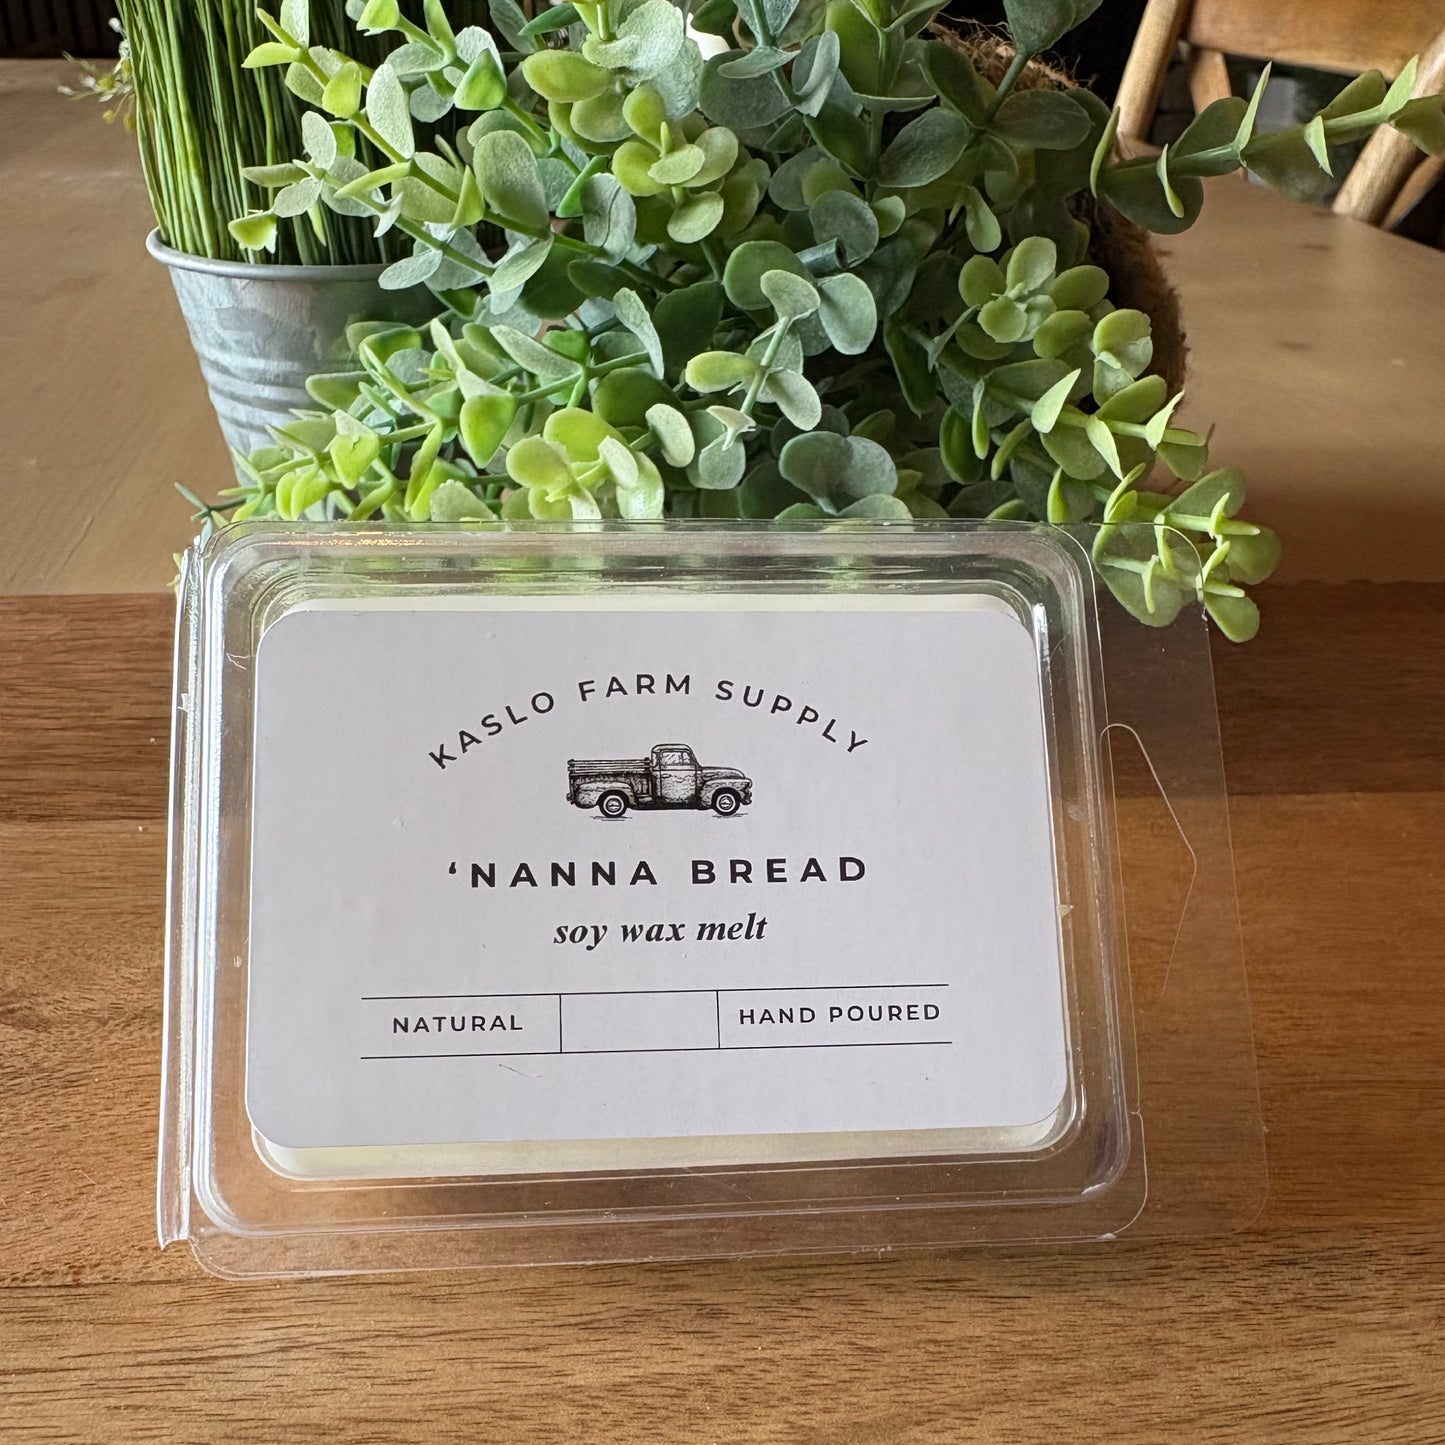 KASLO FARM SUPPLY
‘NANNA BREAD
soy wax melt
NATURAL
HAND POURED